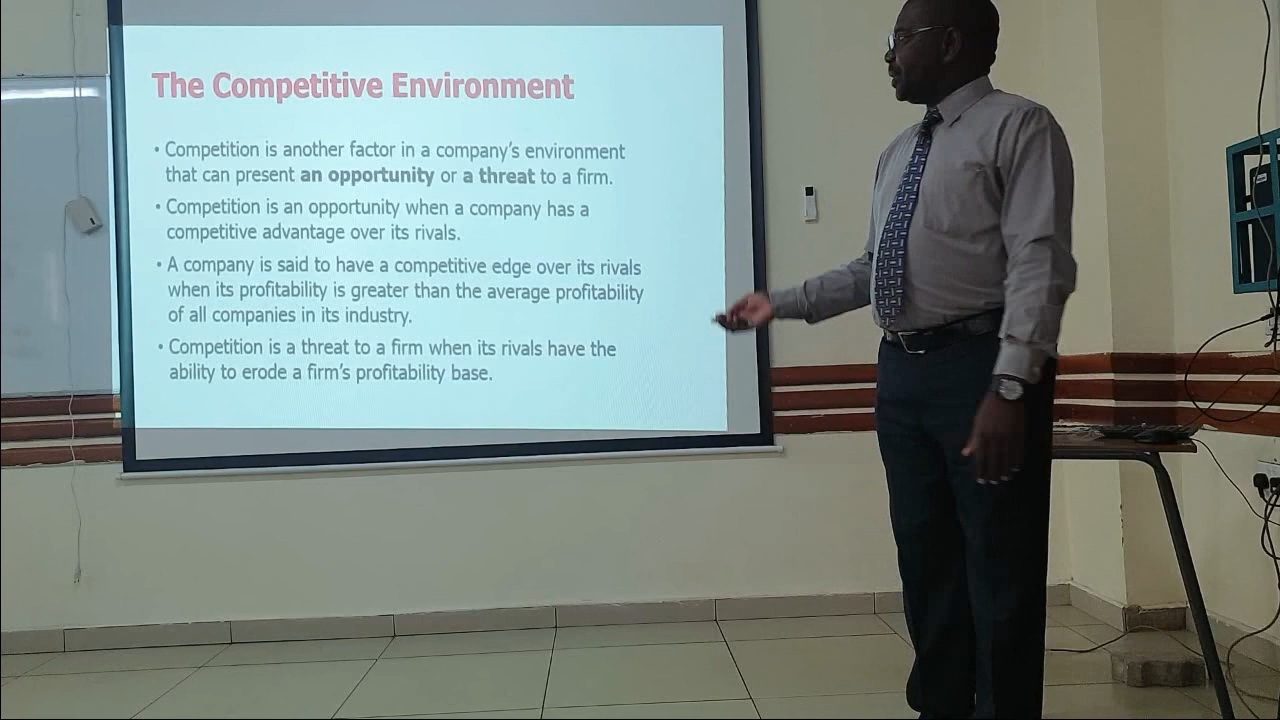 The Competitive Environment
• Competition is another factor in a company's environment
that can present an opportunity or a threat to a firm.
• Competition is an opportunity when a company has a
competitive advantage over its rivals.
• A company is said to have a competitive edge over its rivals
when its profitability is greater than the average profitability
of all companies in its industry.
• Competition is a threat to a firm when its rivals have the
ability to erode a firm's profitability base.